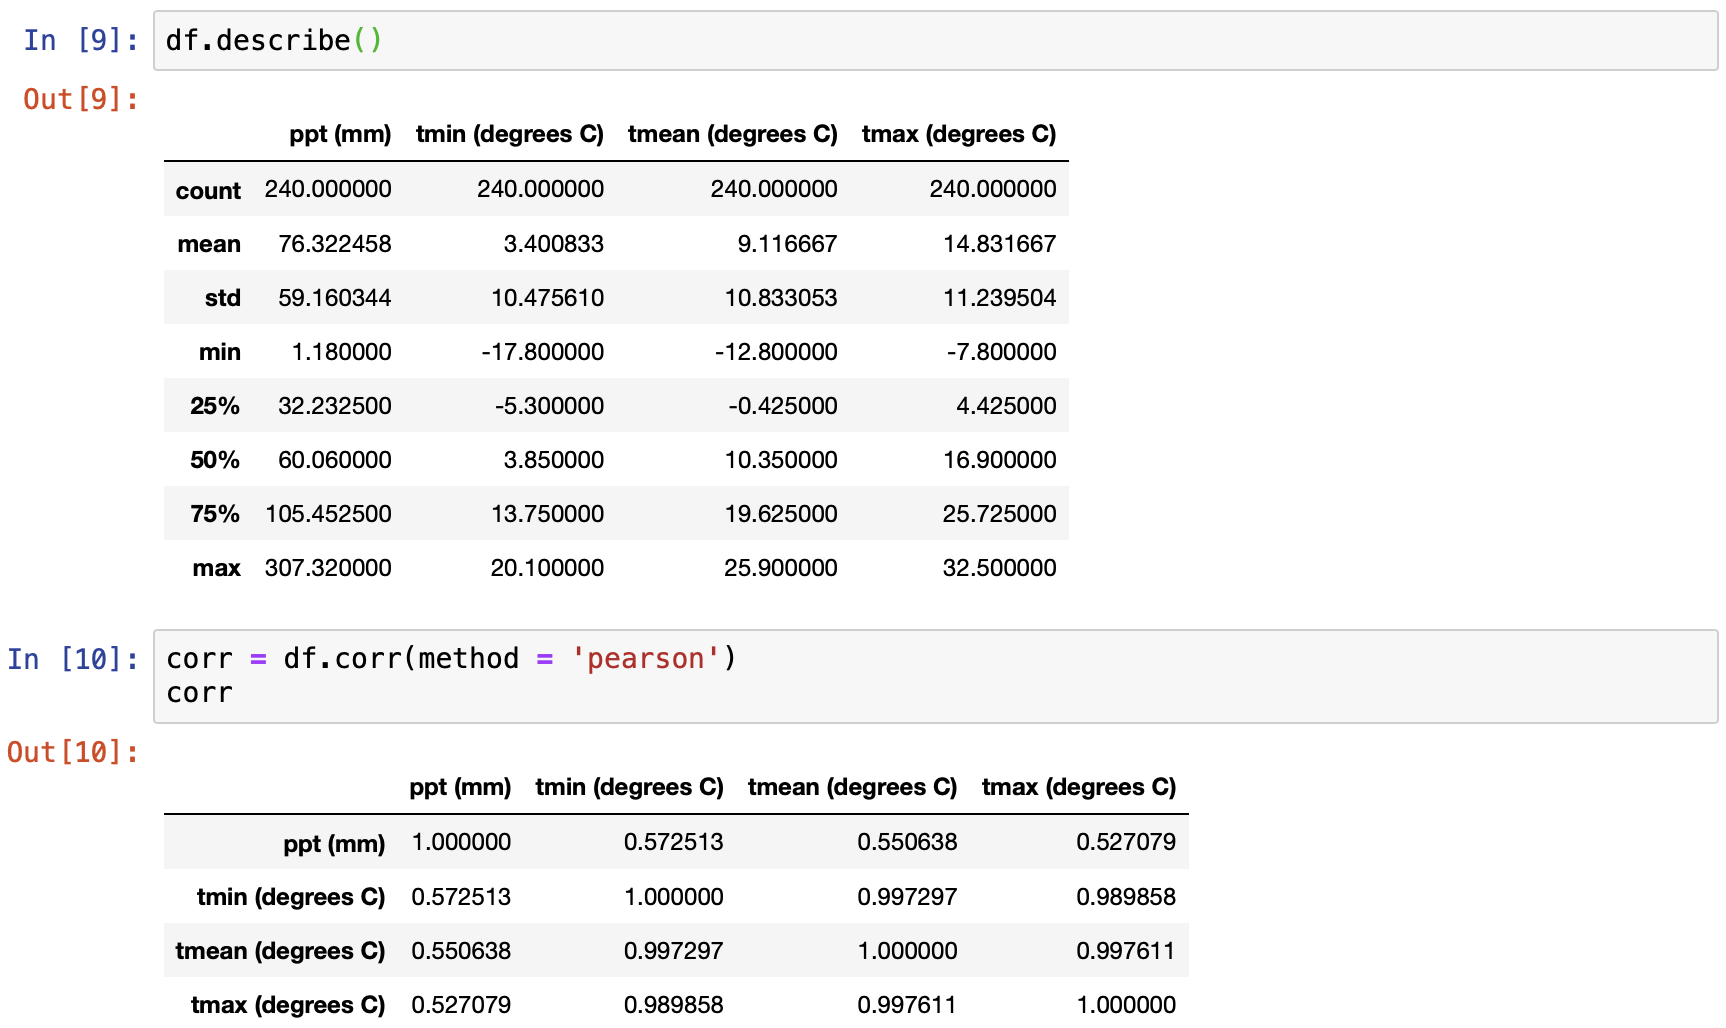 In [9]: df.describe()
Out[9]:
ppt (mm) tmin (degrees C) tmean (degrees C) tmax (degrees C)
count 240.000000 240.000000 240.000000 240.000000
mean 76.322458 3.400833 9.116667 14.831667
std 59.160344 10.475610 10.833053 11.239504
min 1.180000 -17.800000 -12.800000 -7.800000
25% 32.232500 -5.300000 -0.425000 4.425000
50% 60.060000 3.850000 10.350000 16.900000
75% 105.452500 13.750000 19.625000 25.725000
max 307.320000 20.100000 25.900000 32.500000
In [10]: corr = df.corr(method = 'pearson')
corr
Out[10]:
ppt (mm) tmin (degrees C) tmean (degrees C) tmax (degrees C)
ppt (mm) 1.000000 0.572513 0.550638 0.527079
tmin (degrees C) 0.572513 1.000000 0.997297 0.989858
tmean (degrees C) 0.550638 0.997297 1.000000 0.997611
tmax (degrees C) 0.527079 0.989858 0.997611 1.000000